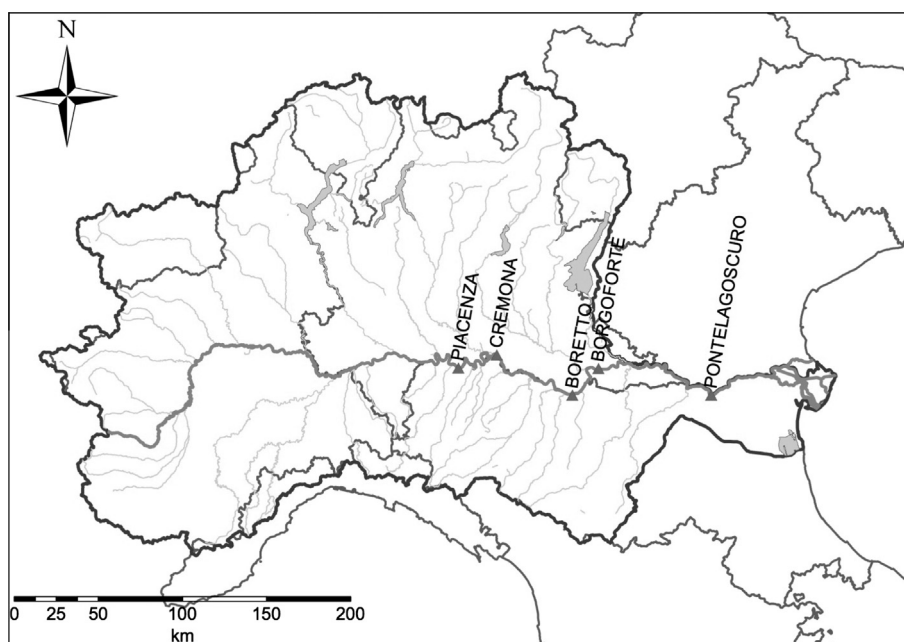 N
PIACENZA
CREMONA
BORETTO
BORGOFORTE
PONTELAGOSCURO
0 25 50 100 150 200
km